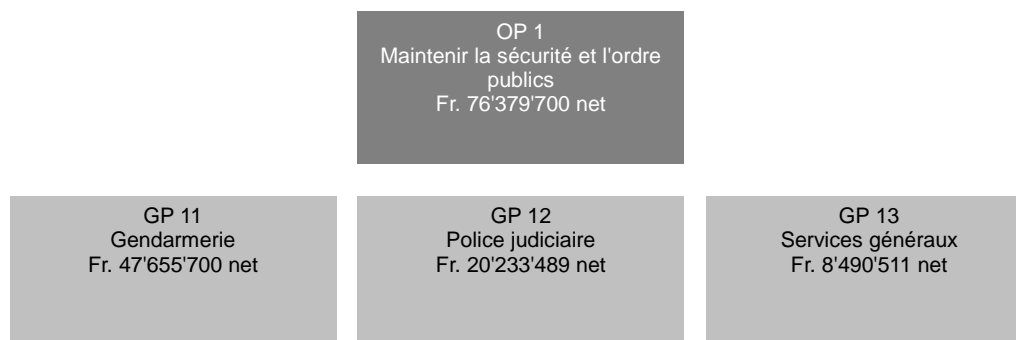 OP 1
Maintenir la sécurité et l'ordre
publics
Fr. 76'379'700 net
GP 11
Gendarmerie
Fr. 47'655'700 net
GP 12
Police judiciaire
Fr. 20'233'489 net
GP 13
Services généraux
Fr. 8'490'511 net